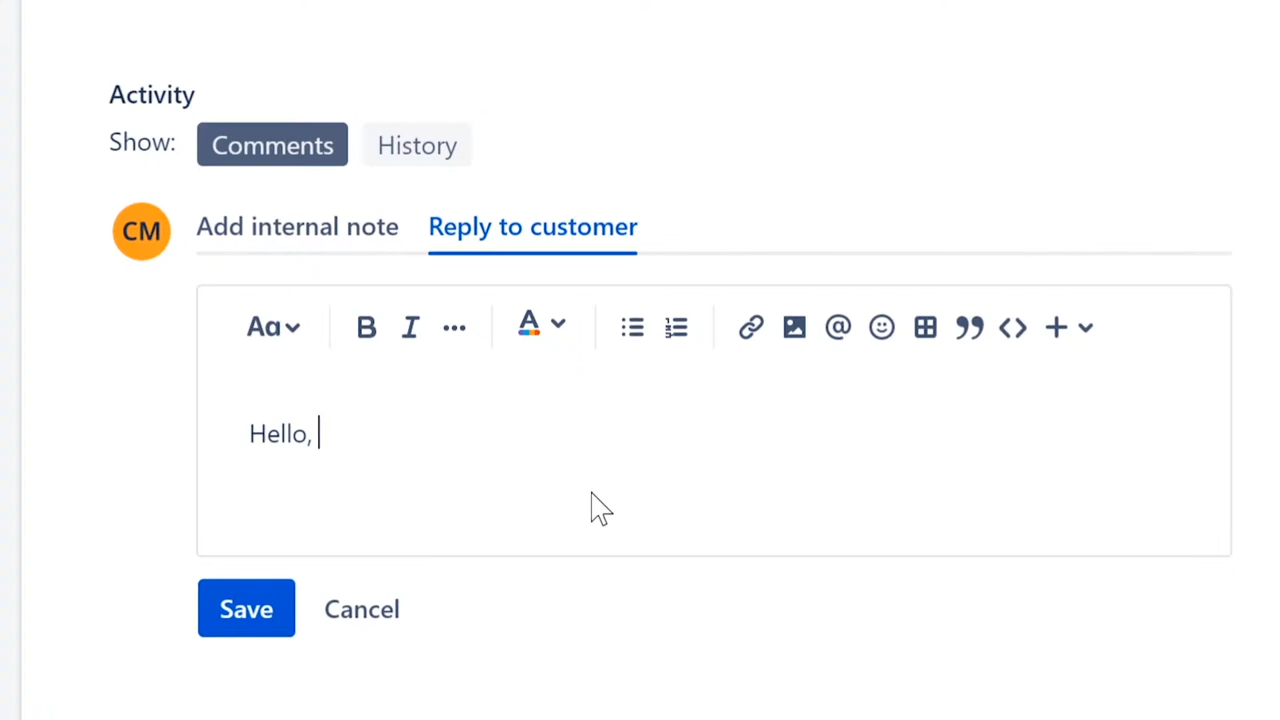 Activity
Show: Comments History
CM Add internal note Reply to customer
Aa B I ... A @ <> +
Hello,
Save Cancel